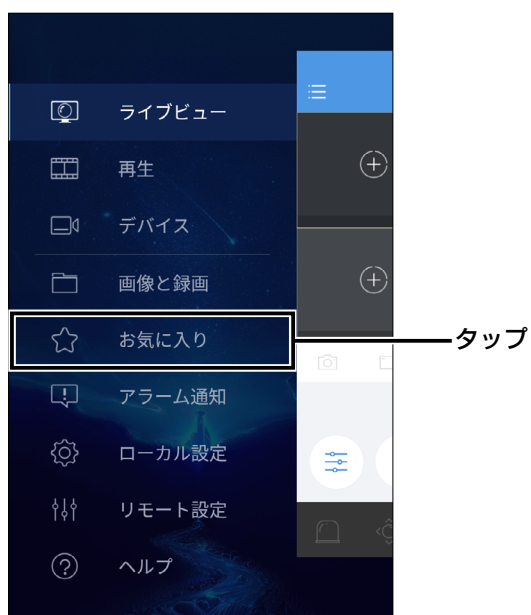 ライブビュー
再生
デバイス
画像と録画
お気に入り
タップ
アラーム通知
ローカル設定
リモート設定
ヘルプ